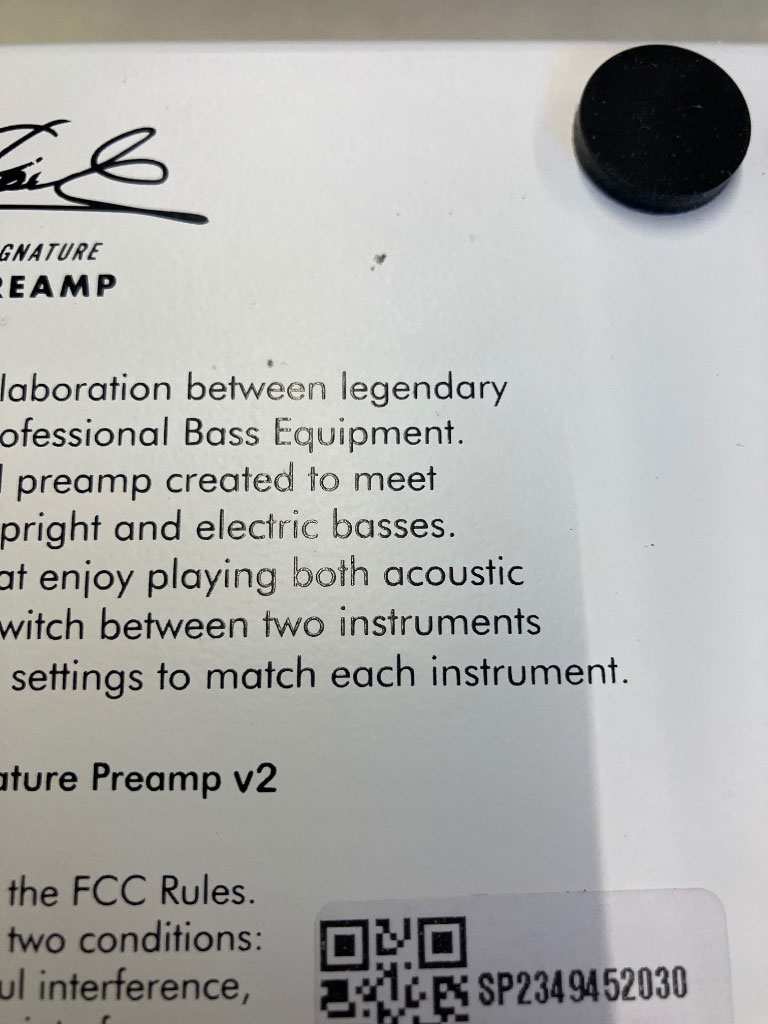 GNATURE
REAMP
laboration between legendary
ofessional Bass Equipment.
l preamp created to meet
pright and electric basses.
at enjoy playing both acoustic
witch between two instruments
settings to match each instrument.
ature Preamp v2
the FCC Rules.
two conditions:
ul interference,
SP2349452030